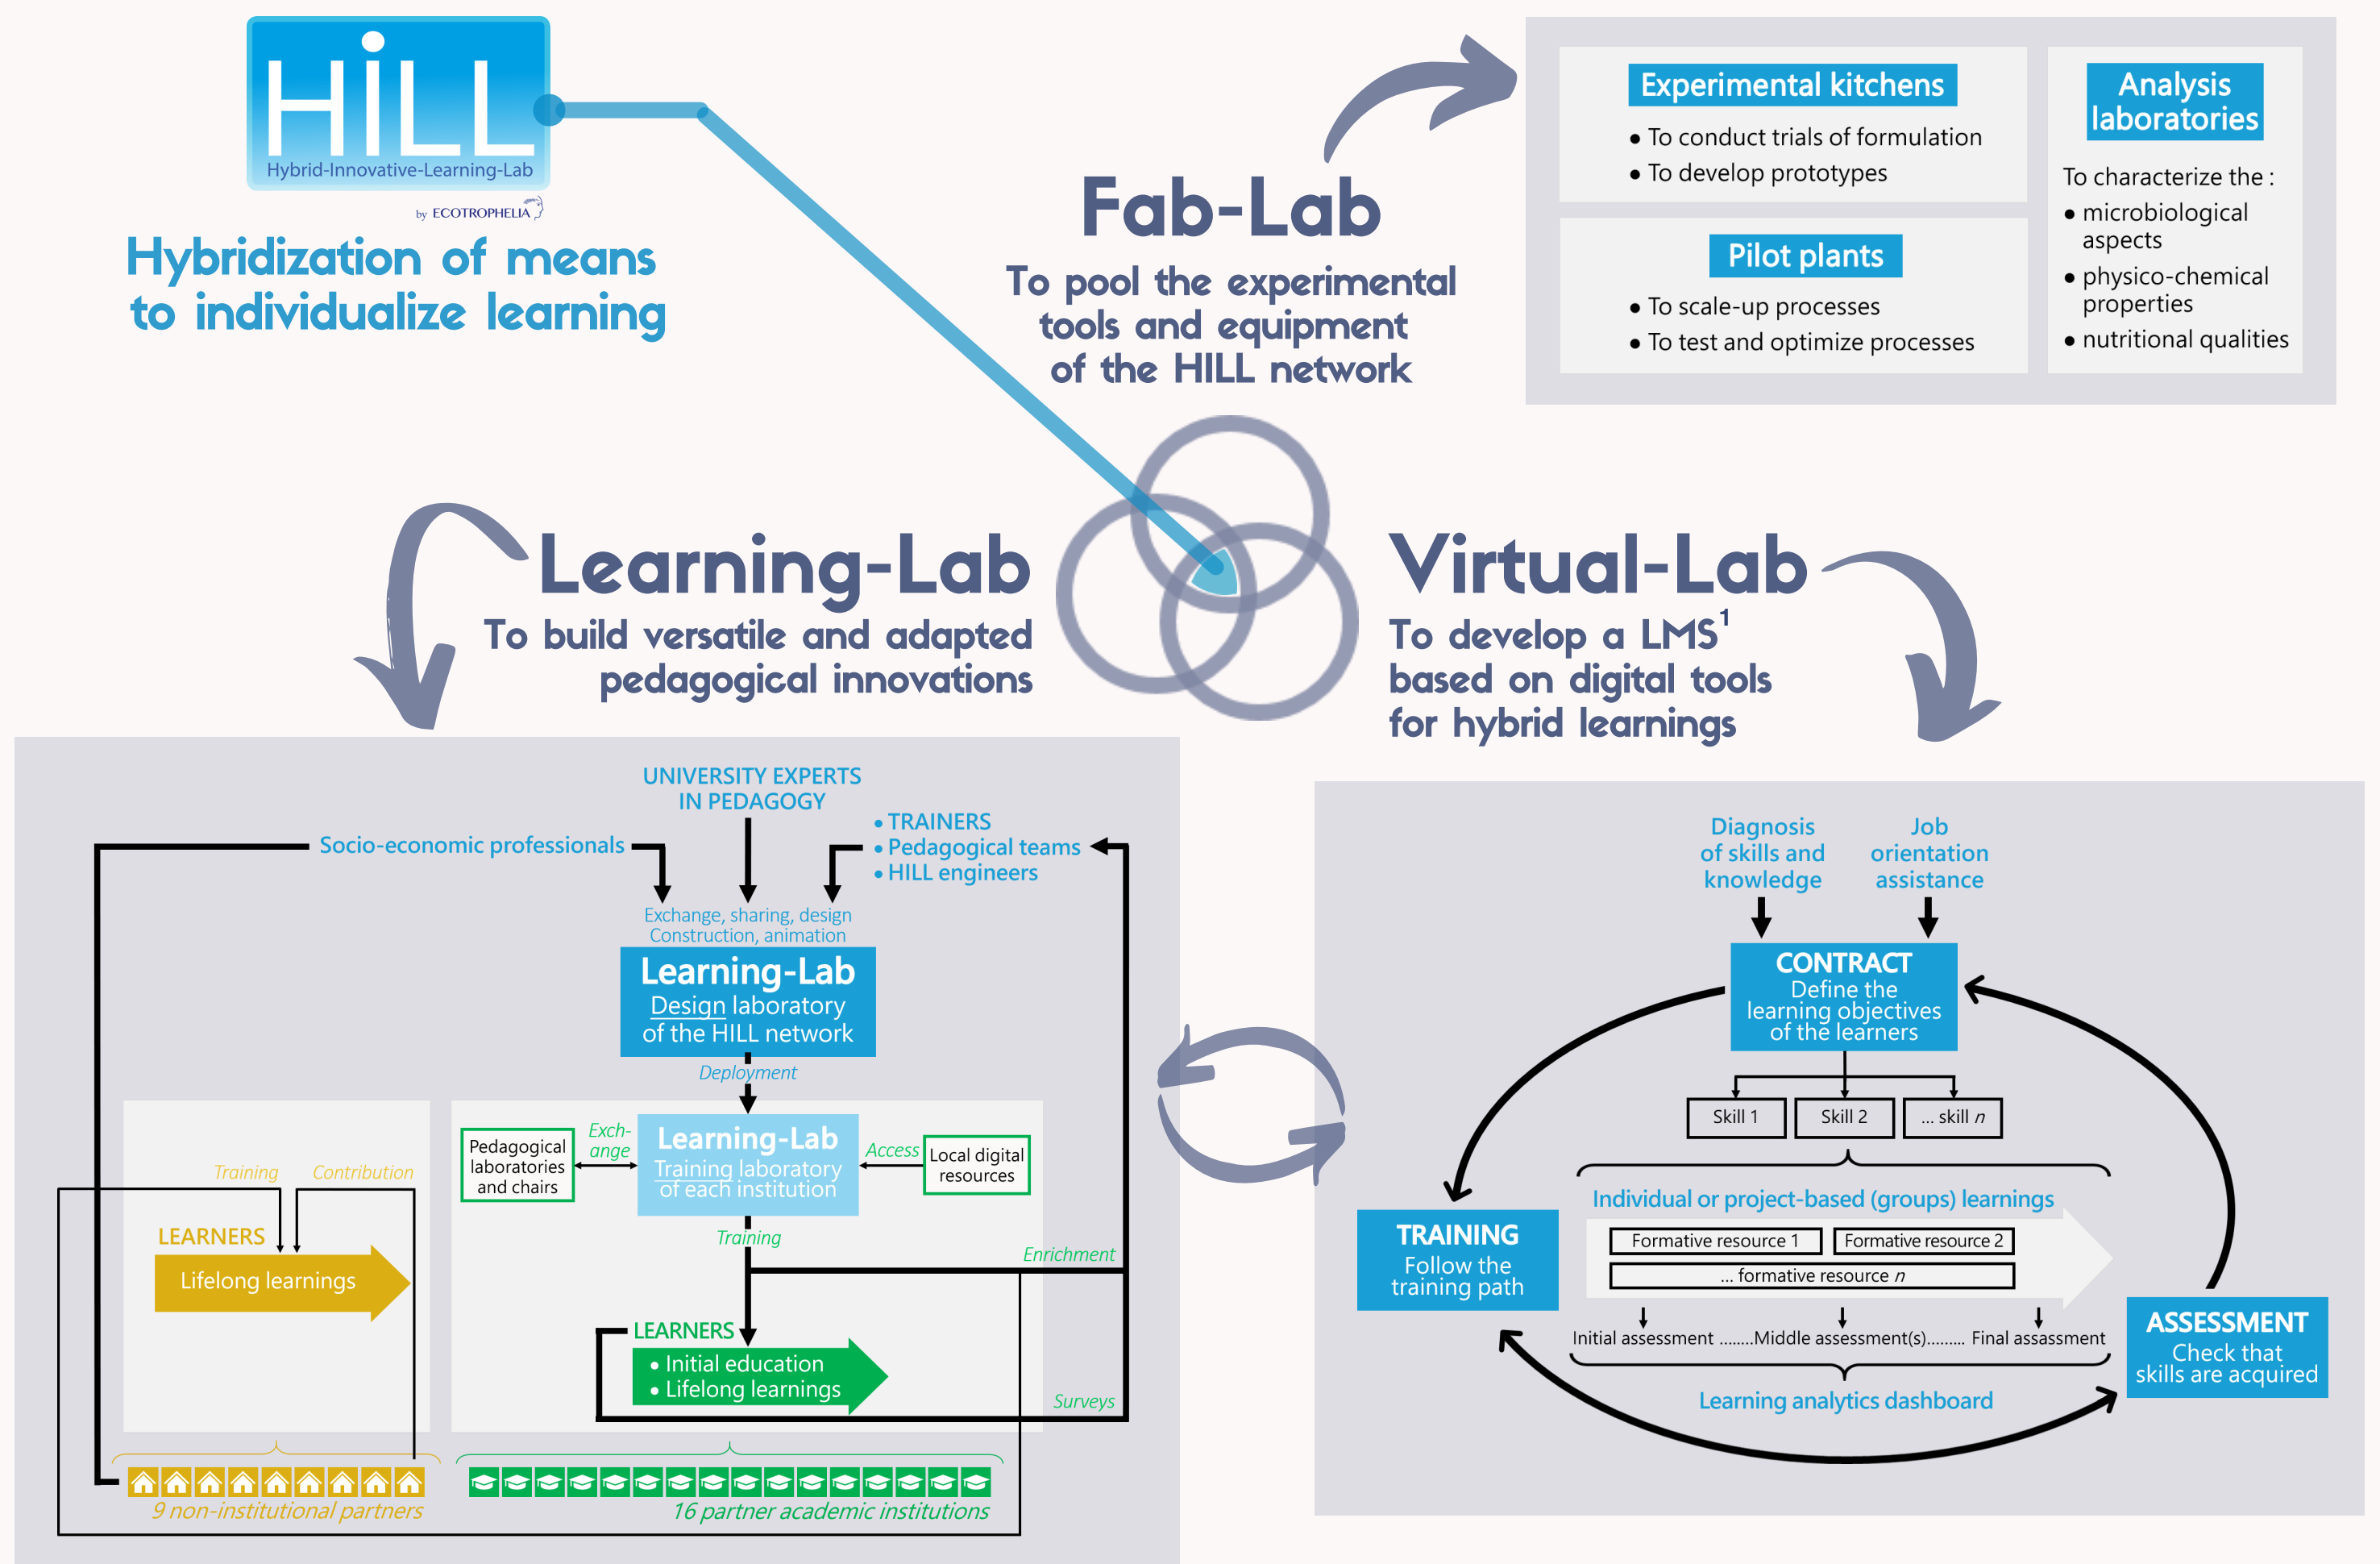 HiLL
Hybrid-Innovative-Learning-Lab
by ECOTROPHELIA
Hybridization of means
to individualize learning
Fab-Lab
To pool the experimental
tools and equipment
of the HILL network
Experimental kitchens
● To conduct trials of formulation
● To develop prototypes
Pilot plants
● To scale-up processes
● To test and optimize processes
Analysis
laboratories
To characterize the :
● microbiological
aspects
● physico-chemical
properties
● nutritional qualities
Learning-Lab
To build versatile and adapted
pedagogical innovations
Virtual-Lab
To develop a LMS¹
based on digital tools
for hybrid learnings
UNIVERSITY EXPERTS
IN PEDAGOGY
Socio-economic professionals
● TRAINERS
● Pedagogical teams
● HILL engineers
Exchange, sharing, design
Construction, animation
Learning-Lab
Design laboratory
of the HILL network
Deployment
Pedagogical
laboratories
and chairs
Exch-
ange
Learning-Lab
Training laboratory
of each institution
Access
Local digital
resources
Training
Contribution
LEARNERS
Lifelong learnings
Training
Enrichment
LEARNERS
● Initial education
● Lifelong learnings
Surveys
9 non-institutional partners
16 partner academic institutions
Diagnosis
of skills and
knowledge
Job
orientation
assistance
CONTRACT
Define the
learning objectives
of the learners
Skill 1
Skill 2
... skill n
Individual or project-based (groups) learnings
TRAINING
Follow the
training path
Formative resource 1
Formative resource 2
... formative resource n
Initial assessment ........Middle assessment(s)......... Final assassment
Learning analytics dashboard
ASSESSMENT
Check that
skills are acquired